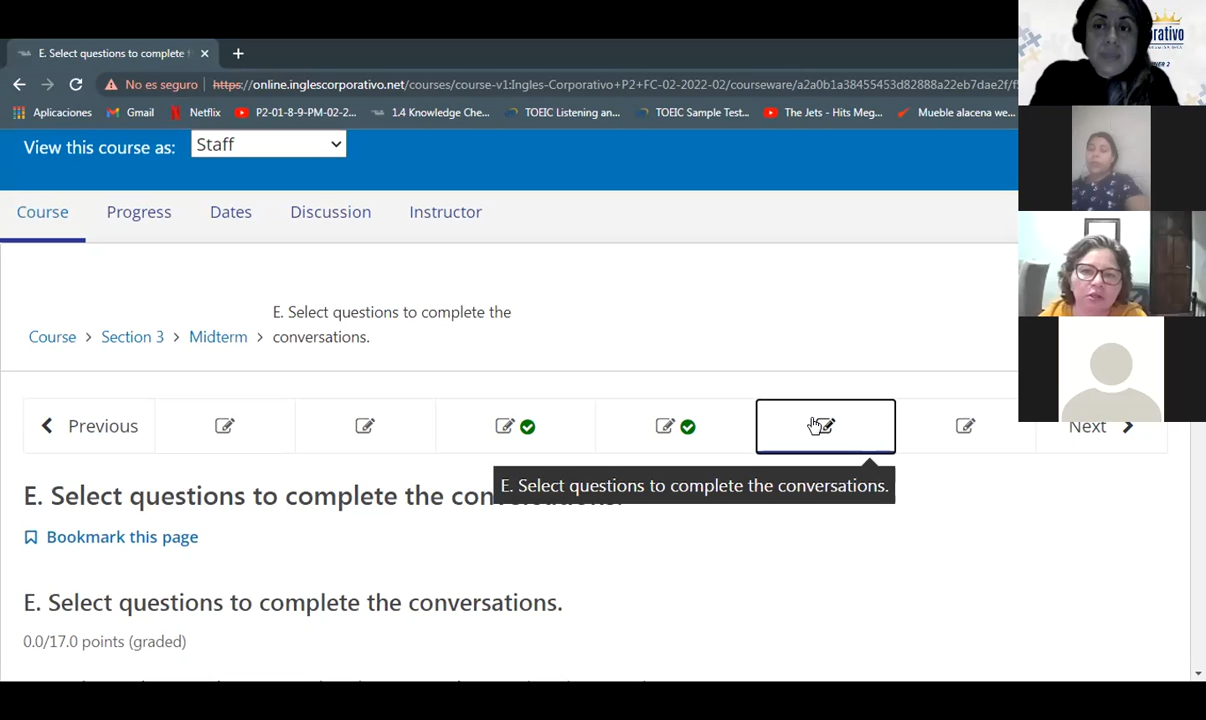 E. Select questions to complete
No es seguro
https://online.inglescorporativo.net/courses/course-v1:Ingles-Corporativo+P2+FC-02-2022-02/courseware/a2a0b1a38455453d82888a22eb7dae2f/f
Aplicaciones Gmail Netflix P2-01-8-9-PM-02-2... 1.4 Knowledge Che... TOEIC Listening an... TOEIC Sample Test... The Jets - Hits Meg... Mueble alacena we...
View this course as: Staff
Course Progress Dates Discussion Instructor
Course > Section 3 > Midterm > E. Select questions to complete the
conversations.
Previous
Next
E. Select questions to complete the
E. Select questions to complete the conversations.
Bookmark this page
E. Select questions to complete the conversations.
0.0/17.0 points (graded)